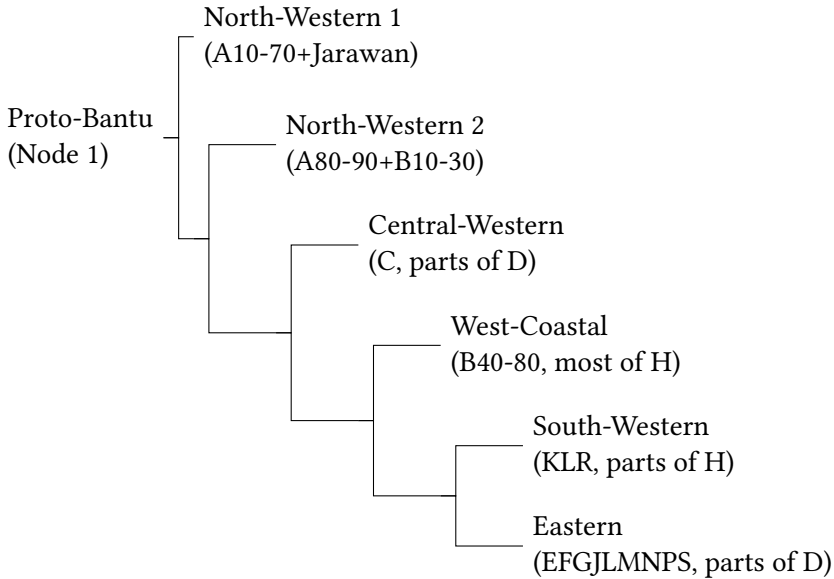 North-Western 1
(A10-70+Jarawan)
Proto-Bantu
(Node 1)
North-Western 2
(A80-90+B10-30)
Central-Western
(C, parts of D)
West-Coastal
(B40-80, most of H)
South-Western
(KLR, parts of H)
Eastern
(EFGJLMNPS, parts of D)